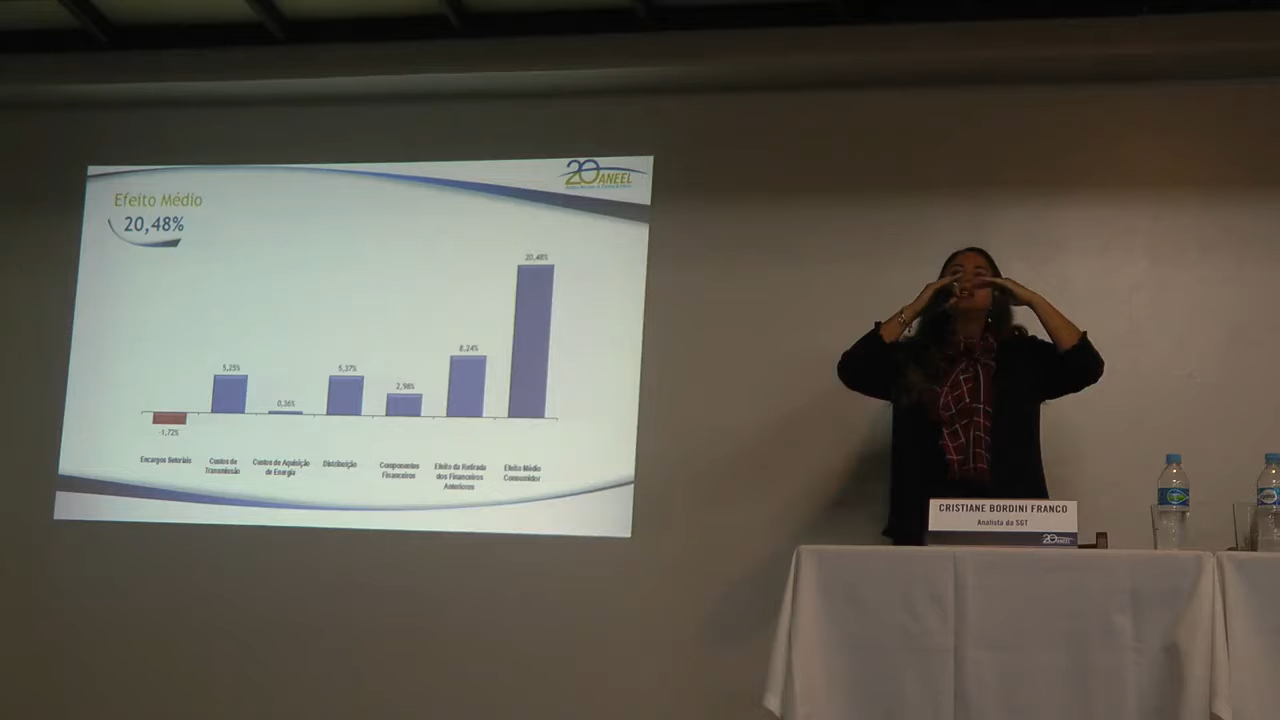 20 ANEEL
Efeito Médio
20,48%
20,48%
8,24%
5,25%
5,37%
2,98%
0,36%
-1,72%
Encargos Setoriais
Custos de
Transmissão
Custos de Aquisição
de Energia
Distribuição
Componentes
Financeiros
Efeito da Retirada
dos Financeiros
Anteriores
Efeito Médio
Consumidor
CRISTIANE BORDINI FRANCO
Analista da SGT
20 ANEEL